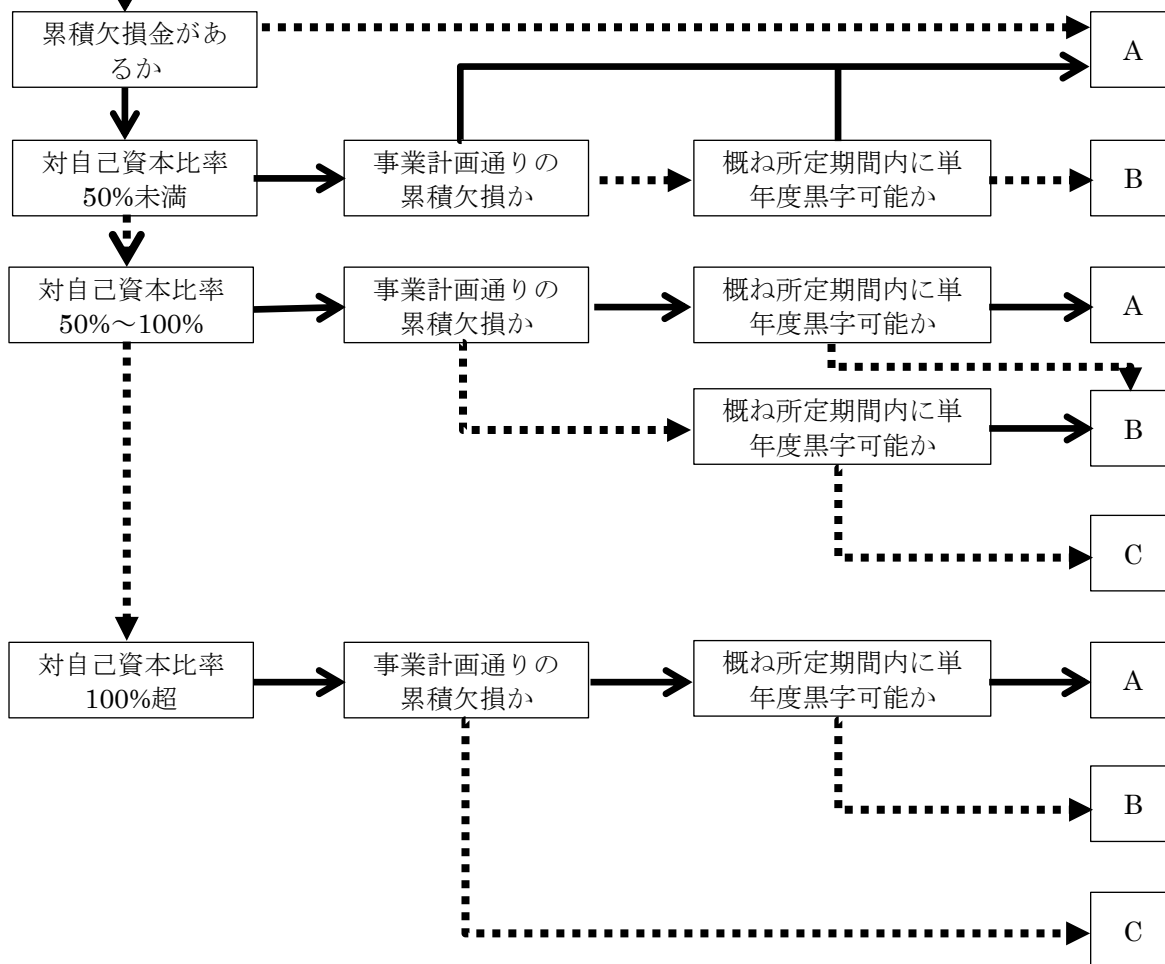 累積欠損金があ
るか
A
対自己資本比率
50%未満
事業計画通りの
累積欠損か
概ね所定期間内に単
年度黒字可能か
B
対自己資本比率
50%～100%
事業計画通りの
累積欠損か
概ね所定期間内に単
年度黒字可能か
A
概ね所定期間内に単
年度黒字可能か
B
C
対自己資本比率
100%超
事業計画通りの
累積欠損か
概ね所定期間内に単
年度黒字可能か
A
B
C